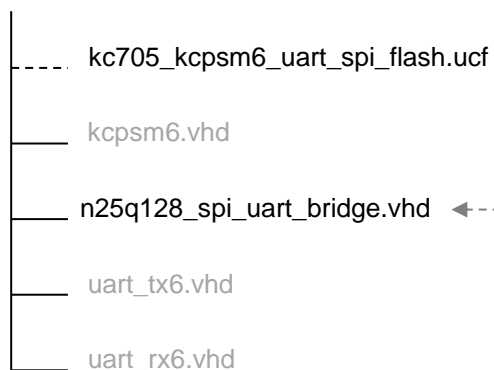 kc705_kcpsm6_uart_spi_flash.ucf
kcpsm6.vhd
n25q128_spi_uart_bridge.vhd
uart_tx6.vhd
uart_rx6.vhd